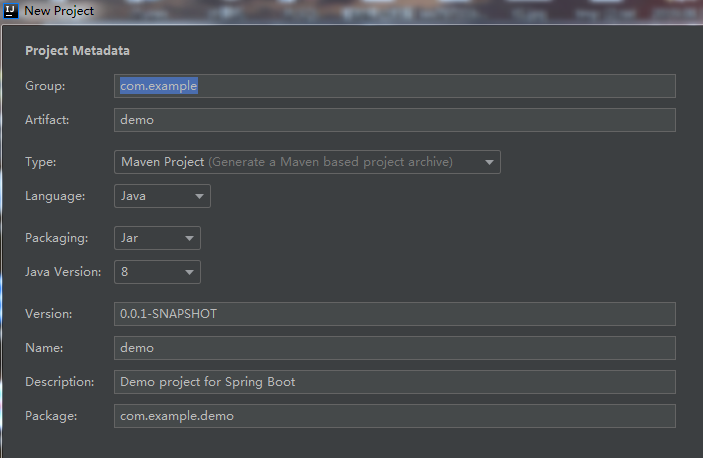 IJ New Project
Project Metadata
Group: com.example
Artifact: demo
Type: Maven Project (Generate a Maven based project archive)
Language: Java
Packaging: Jar
Java Version: 8
Version: 0.0.1-SNAPSHOT
Name: demo
Description: Demo project for Spring Boot
Package: com.example.demo